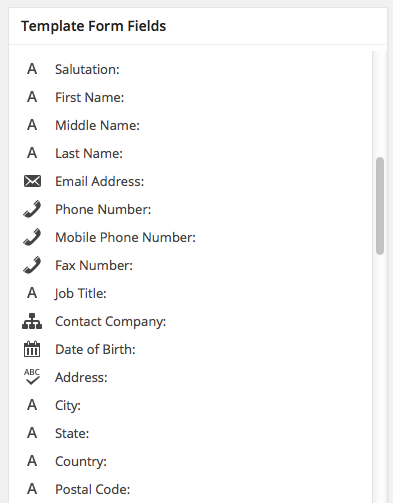 Template Form Fields
A Salutation:
A First Name:
A Middle Name:
A Last Name:
Email Address:
Phone Number:
Mobile Phone Number:
Fax Number:
A Job Title:
Contact Company:
Date of Birth:
ABC Address:
A City:
A State:
A Country:
A Postal Code: